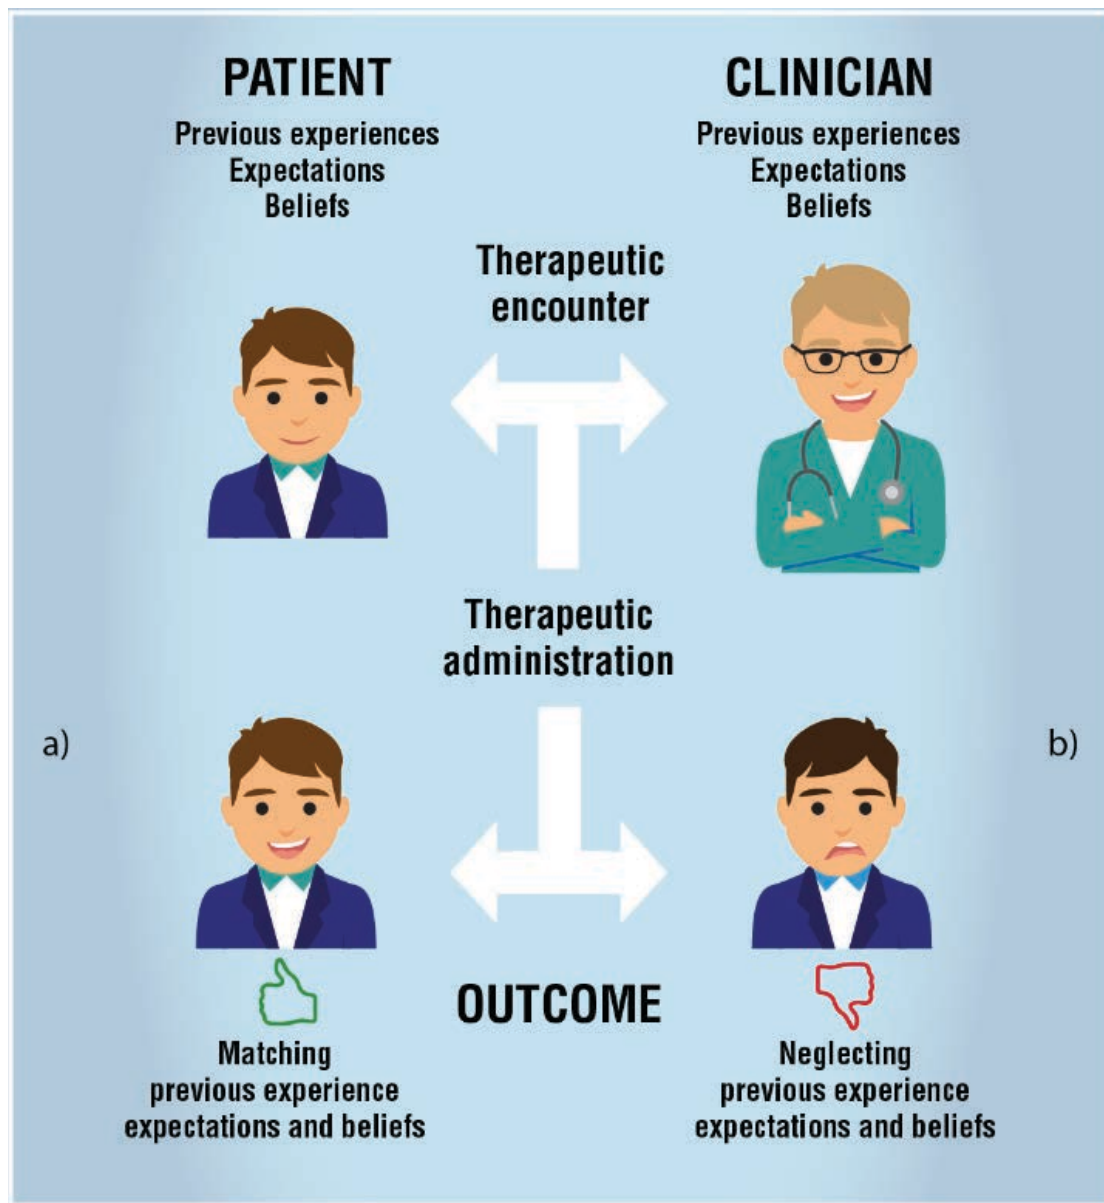 PATIENT
Previous experiences
Expectations
Beliefs
CLINICIAN
Previous experiences
Expectations
Beliefs
Therapeutic
encounter
Therapeutic
administration
a)
b)
OUTCOME
Matching
previous experience
expectations and beliefs
Neglecting
previous experience
expectations and beliefs